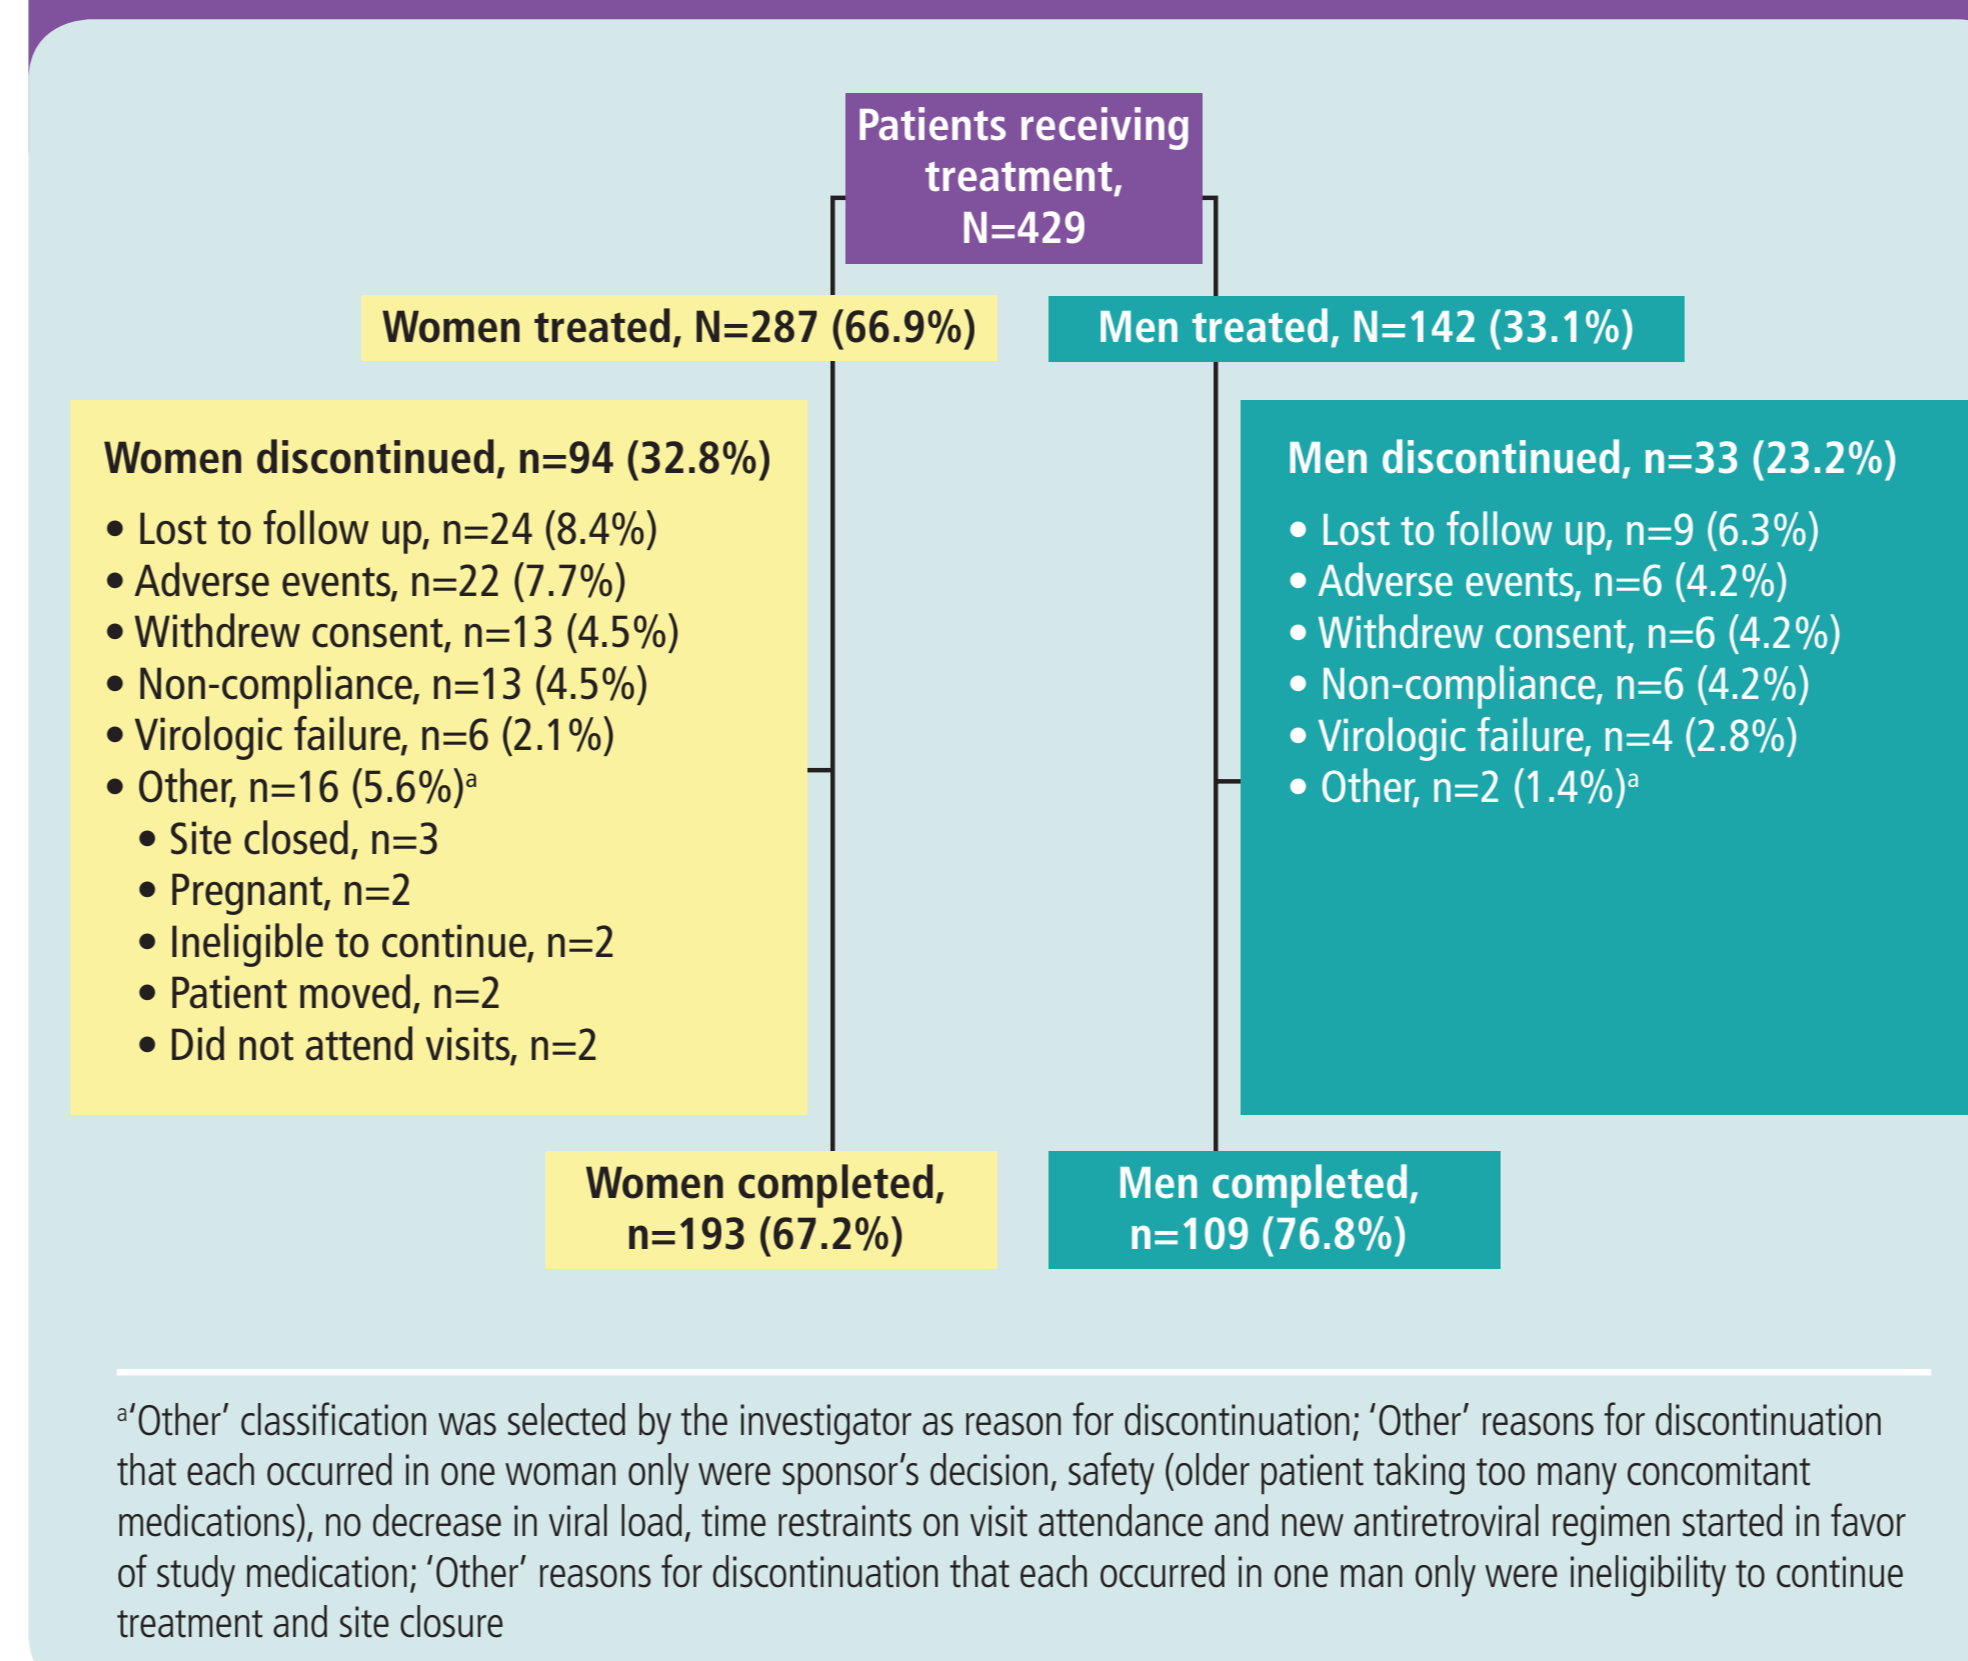 Patients receiving
treatment,
N=429
Women treated, N=287 (66.9%)
Men treated, N=142 (33.1%)
Women discontinued, n=94 (32.8%)
• Lost to follow up, n=24 (8.4%)
• Adverse events, n=22 (7.7%)
• Withdrew consent, n=13 (4.5%)
• Non-compliance, n=13 (4.5%)
• Virologic failure, n=6 (2.1%)
• Other, n=16 (5.6%)ᵃ
• Site closed, n=3
• Pregnant, n=2
• Ineligible to continue, n=2
• Patient moved, n=2
• Did not attend visits, n=2
Men discontinued, n=33 (23.2%)
• Lost to follow up, n=9 (6.3%)
• Adverse events, n=6 (4.2%)
• Withdrew consent, n=6 (4.2%)
• Non-compliance, n=6 (4.2%)
• Virologic failure, n=4 (2.8%)
• Other, n=2 (1.4%)ᵃ
Women completed,
n=193 (67.2%)
Men completed,
n=109 (76.8%)
ᵃ‘Other’ classification was selected by the investigator as reason for discontinuation; ‘Other’ reasons for discontinuation
that each occurred in one woman only were sponsor’s decision, safety (older patient taking too many concomitant
medications), no decrease in viral load, time restraints on visit attendance and new antiretroviral regimen started in favor
of study medication; ‘Other’ reasons for discontinuation that each occurred in one man only were ineligibility to continue
treatment and site closure